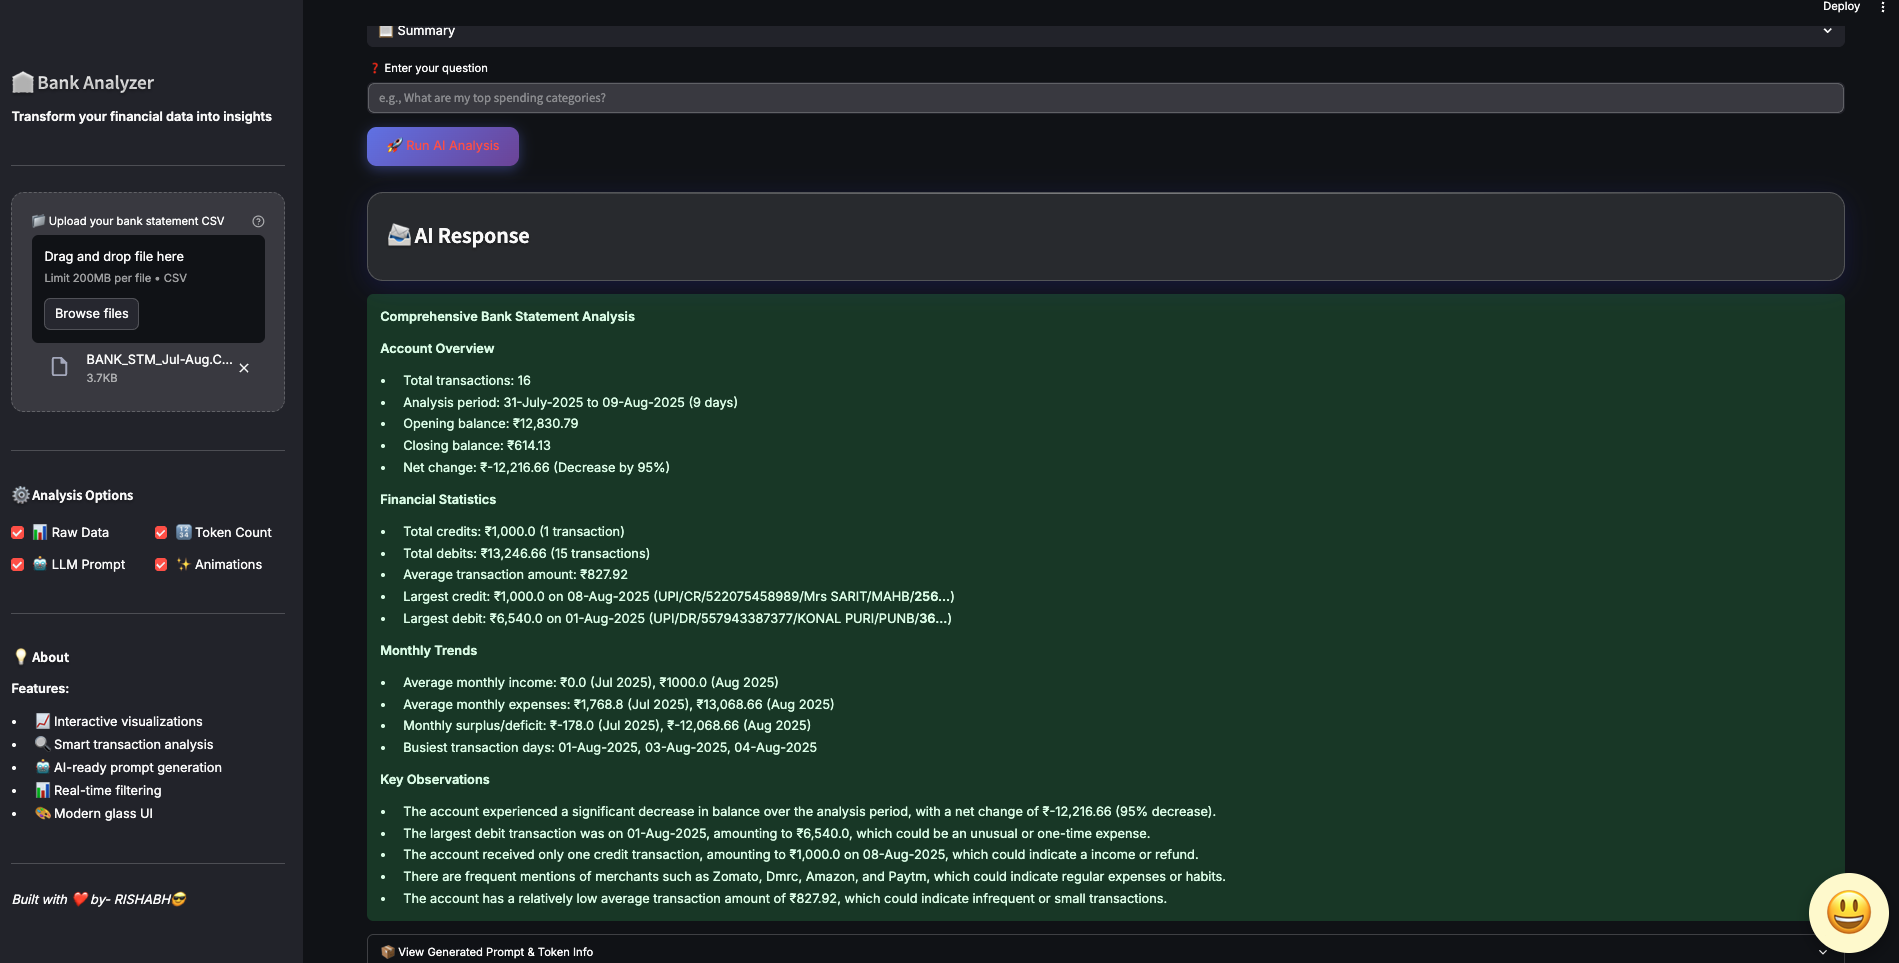 Deploy
Bank Analyzer
Transform your financial data into insights
Upload your bank statement CSV
Drag and drop file here
Limit 200MB per file • CSV
Browse files
BANK_STM_Jul-Aug.C...
3.7KB
Analysis Options
Raw Data
Token Count
LLM Prompt
Animations
About
Features:
• Interactive visualizations
• Smart transaction analysis
• AI-ready prompt generation
• Real-time filtering
• Modern glass UI
Built with ❤️ by- RISHABH😎
Summary
❓ Enter your question
e.g., What are my top spending categories?
🚀 Run AI Analysis
AI Response
Comprehensive Bank Statement Analysis
Account Overview
• Total transactions: 16
• Analysis period: 31-July-2025 to 09-Aug-2025 (9 days)
• Opening balance: ₹12,830.79
• Closing balance: ₹614.13
• Net change: ₹-12,216.66 (Decrease by 95%)
Financial Statistics
• Total credits: ₹1,000.0 (1 transaction)
• Total debits: ₹13,246.66 (15 transactions)
• Average transaction amount: ₹827.92
• Largest credit: ₹1,000.0 on 08-Aug-2025 (UPI/CR/522075458989/Mrs SARIT/MAHB/256...)
• Largest debit: ₹6,540.0 on 01-Aug-2025 (UPI/DR/557943387377/KONAL PURI/PUNB/36...)
Monthly Trends
• Average monthly income: ₹0.0 (Jul 2025), ₹1000.0 (Aug 2025)
• Average monthly expenses: ₹1,768.8 (Jul 2025), ₹13,068.66 (Aug 2025)
• Monthly surplus/deficit: ₹-178.0 (Jul 2025), ₹-12,068.66 (Aug 2025)
• Busiest transaction days: 01-Aug-2025, 03-Aug-2025, 04-Aug-2025
Key Observations
• The account experienced a significant decrease in balance over the analysis period, with a net change of ₹-12,216.66 (95% decrease).
• The largest debit transaction was on 01-Aug-2025, amounting to ₹6,540.0, which could be an unusual or one-time expense.
• The account received only one credit transaction, amounting to ₹1,000.0 on 08-Aug-2025, which could indicate a income or refund.
• There are frequent mentions of merchants such as Zomato, Dmrc, Amazon, and Paytm, which could indicate regular expenses or habits.
• The account has a relatively low average transaction amount of ₹827.92, which could indicate infrequent or small transactions.
View Generated Prompt & Token Info